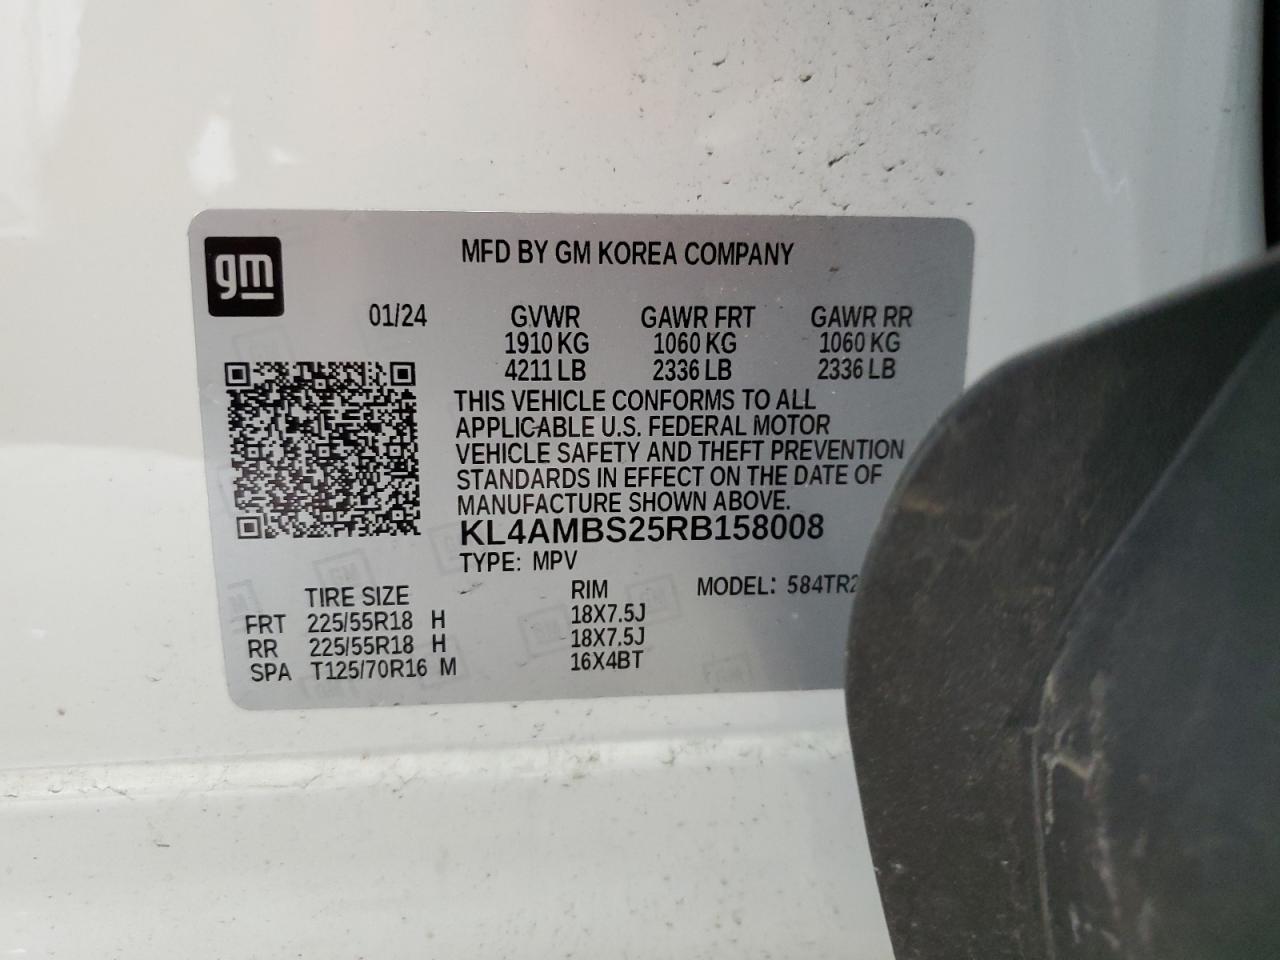 gm
MFD BY GM KOREA COMPANY
01/24 GVWR GAWR FRT GAWR RR
1910 KG 1060 KG 1060 KG
4211 LB 2336 LB 2336 LB
THIS VEHICLE CONFORMS TO ALL
APPLICABLE U.S. FEDERAL MOTOR
VEHICLE SAFETY AND THEFT PREVENTION
STANDARDS IN EFFECT ON THE DATE OF
MANUFACTURE SHOWN ABOVE.
KL4AMBS25RB158008
TYPE: MPV
TIRE SIZE RIM MODEL:
FRT 225/55R18 H 18X7.5J
RR 225/55R18 H 18X7.5J
SPA T125/70R16 M 16X4BT